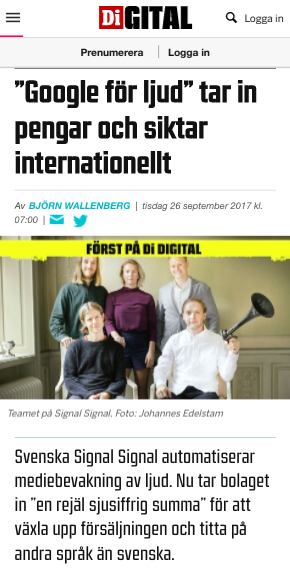 DiGITAL
Logga in
Prenumerera | Logga in
"Google för ljud" tar in
pengar och siktar
internationellt
Av BJÖRN WALLENBERG | tisdag 26 september 2017 kl.
07:00 |
FÖRST PÅ Di DIGITAL
Teamet på Signal Signal. Foto: Johannes Edelstam
Svenska Signal Signal automatiserar
mediebevakning av ljud. Nu tar bolaget
in "en rejäl sjusiffrig summa" för att
växla upp försäljningen och titta på
andra språk än svenska.